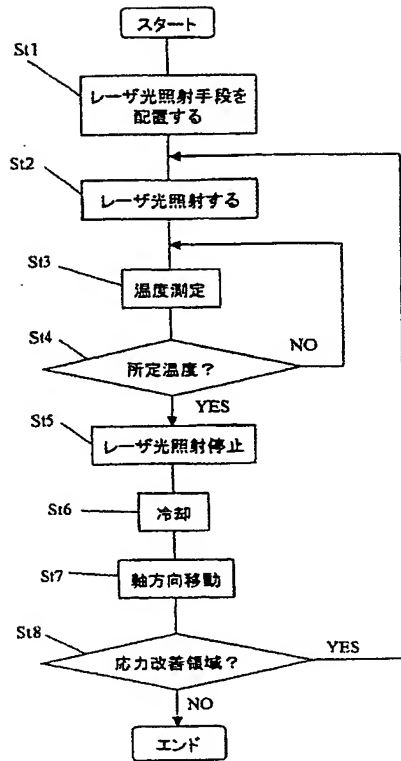 スタート
St1
レーザ光照射手段を
配置する
St2
レーザ光照射する
St3
温度測定
St4
所定温度？
NO
YES
St5
レーザ光照射停止
St6
冷却
St7
軸方向移動
St8
応力改善領域？
YES
NO
エンド